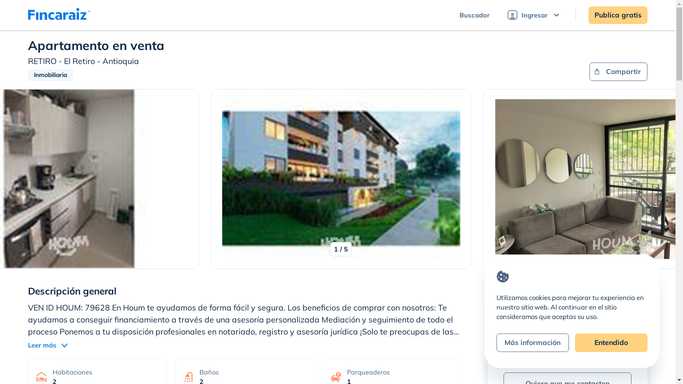 Fincaraiz
Buscador
Ingresar
Publica gratis
Apartamento en venta
RETIRO - El Retiro - Antioquia
Inmobiliaria
Compartir
HOUM
HOUM
HOUM
1 / 5
Descripción general
VEN ID HOUM: 79628 En Houm te ayudamos de forma fácil y segura. Los beneficios de comprar con nosotros: Te
ayudamos a conseguir financiamiento a través de una asesoría personalizada Mediación y seguimiento de todo el
proceso Ponemos a tu disposición profesionales en notariado, registro y asesoría jurídica ¡Solo te preocupas de las...
Leer más
Habitaciones
2
Baños
2
Parqueaderos
1
Utilizamos cookies para mejorar tu experiencia en
nuestro sitio web. Al continuar en el sitio
consideramos que aceptas su uso.
Más información
Entendido
Quiero que me contacten